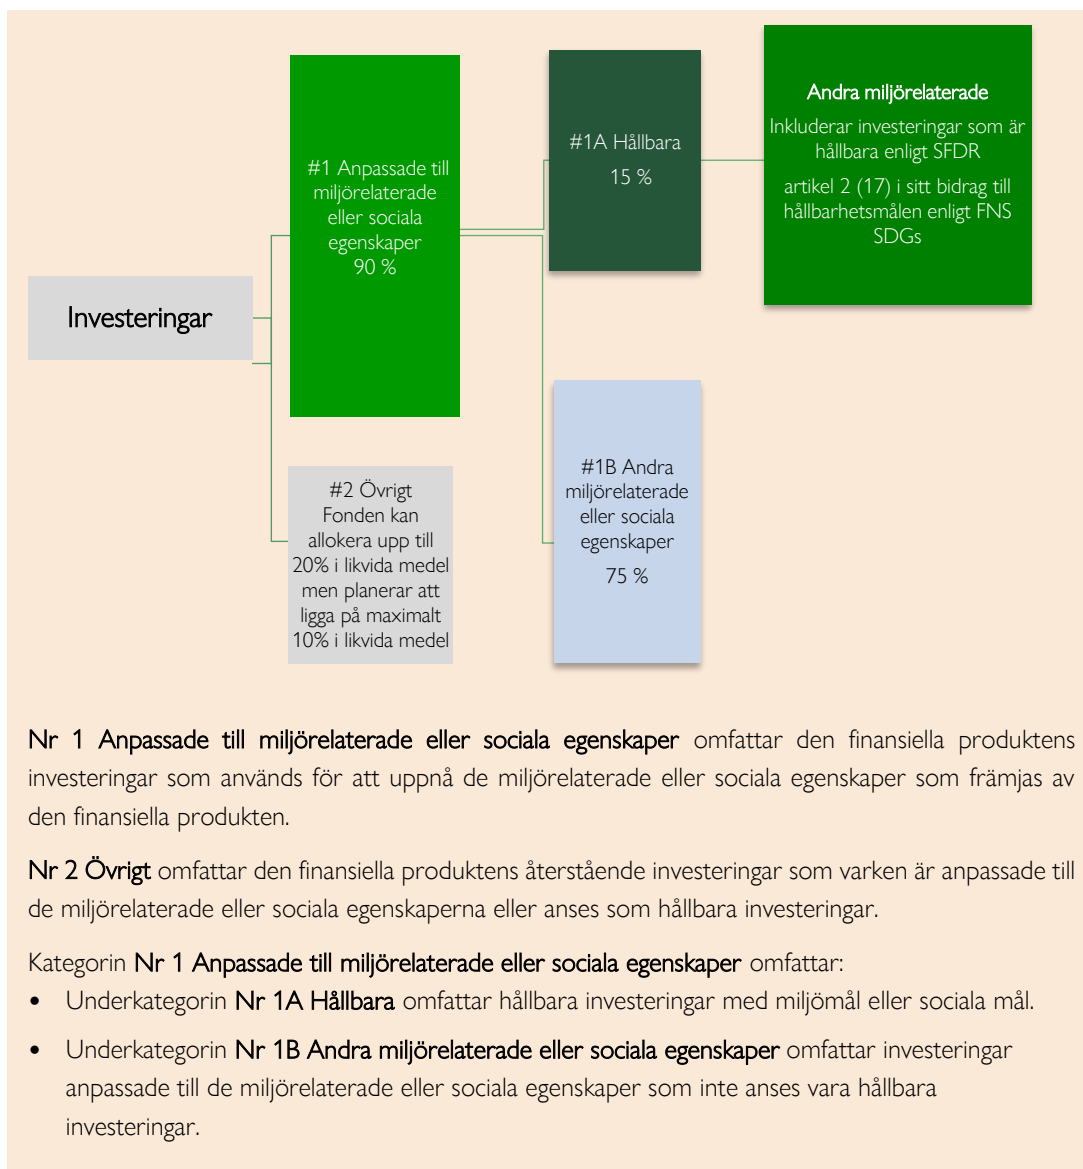 Investeringar
#1 Anpassade till
miljörelaterade
eller sociala
egenskaper
90 %
#2 Övrigt
Fonden kan
allokera upp till
20% i likvida medel
men planerar att
ligga på maximalt
10% i likvida medel
#1A Hållbara
15 %
#1B Andra
miljörelaterade
eller sociala
egenskaper
75 %
Andra miljörelaterade
Inkluderar investeringar som är
hållbara enligt SFDR
artikel 2 (17) i sitt bidrag till
hållbarhetsmålen enligt FNS
SDGs
Nr 1 Anpassade till miljörelaterade eller sociala egenskaper omfattar den finansiella produktens
investeringar som används för att uppnå de miljörelaterade eller sociala egenskaper som främjas av
den finansiella produkten.
Nr 2 Övrigt omfattar den finansiella produktens återstående investeringar som varken är anpassade till
de miljörelaterade eller sociala egenskaperna eller anses som hållbara investeringar.
Kategorin Nr 1 Anpassade till miljörelaterade eller sociala egenskaper omfattar:
• Underkategorin Nr 1A Hållbara omfattar hållbara investeringar med miljömål eller sociala mål.
• Underkategorin Nr 1B Andra miljörelaterade eller sociala egenskaper omfattar investeringar
anpassade till de miljörelaterade eller sociala egenskaper som inte anses vara hållbara
investeringar.